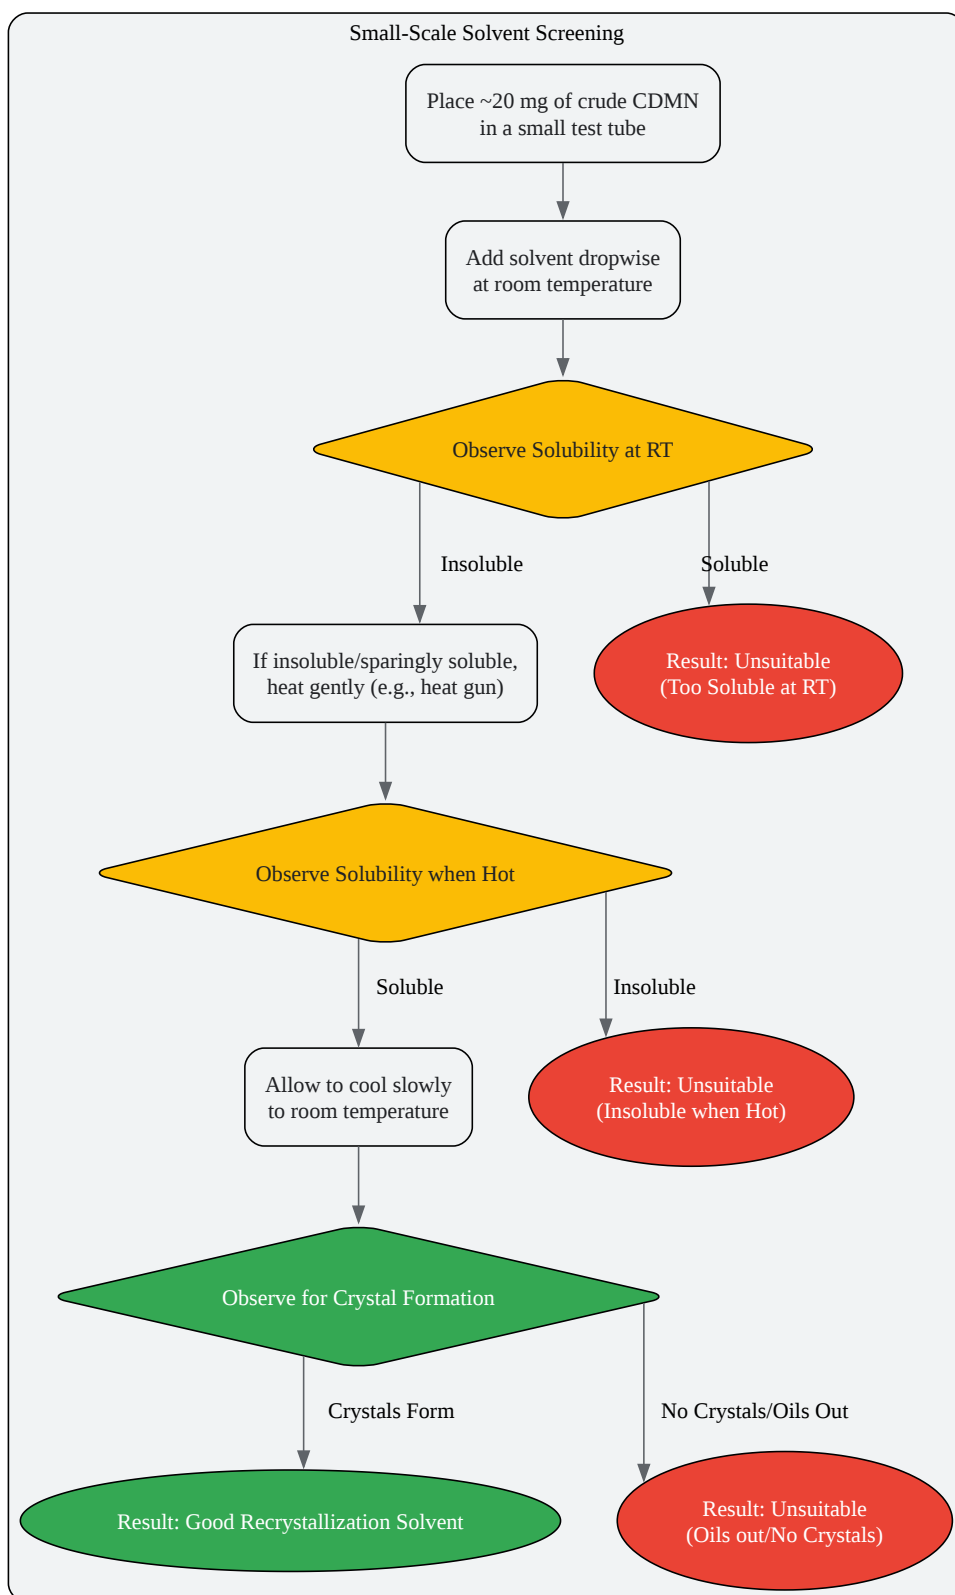 Small-Scale Solvent Screening
Place ~20 mg of crude CDMN
in a small test tube
Add solvent dropwise
at room temperature
Observe Solubility at RT
Insoluble
Soluble
If insoluble/sparingly soluble,
heat gently (e.g., heat gun)
Result: Unsuitable
(Too Soluble at RT)
Observe Solubility when Hot
Soluble
Insoluble
Allow to cool slowly
to room temperature
Result: Unsuitable
(Insoluble when Hot)
Observe for Crystal Formation
Crystals Form
No Crystals/Oils Out
Result: Good Recrystallization Solvent
Result: Unsuitable
(Oils out/No Crystals)